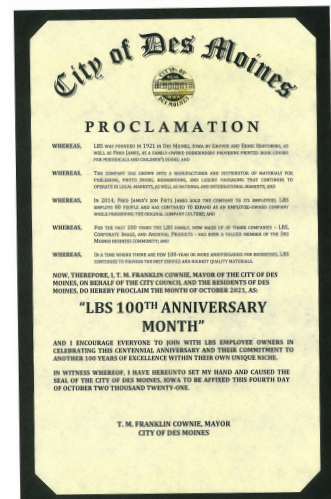 City of Des Moines
CITY OF
DES MOINES
PROCLAMATION
WHEREAS, LBS WAS FOUNDED IN 1921 IN DES MOINES, IOWA BY GROVER AND ERNIE HERTZBERG, AS
WELL AS FRED JAMES, AS A FAMILY-OWNED BOOKBINDERY PROVIDING PRINTED BOOK COVERS
FOR PERIODICALS AND CHILDREN'S BOOKS; AND
WHEREAS, THE COMPANY HAS GROWN INTO A MANUFACTURER AND DISTRIBUTOR OF MATERIALS FOR
PUBLISHING, PHOTO BOOKS, BOOKBINDING, AND LUXURY PACKAGING THAT CONTINUES TO
OPERATE IN LOCAL MARKETS, AS WELL AS NATIONAL AND INTERNATIONAL MARKETS; AND
WHEREAS, IN 2014, FRED JAMES'S SON FRITZ JAMES SOLD THE COMPANY TO ITS EMPLOYEES. LBS
EMPLOYS 80 PEOPLE AND HAS CONTINUED TO EXPAND AS AN EMPLOYEE-OWNED COMPANY
WHILE PRESERVING THE ORIGINAL COMPANY CULTURE; AND
WHEREAS, FOR THE PAST 100 YEARS THE LBS FAMILY, NOW MADE UP OF THREE COMPANIES – LBS,
CORPORATE IMAGE, AND ARCHIVAL PRODUCTS – HAS BEEN A VALUED MEMBER OF THE DES
MOINES BUSINESS COMMUNITY; AND
WHEREAS, IN A TIME WHERE THERE ARE FEW 100-YEAR OR MORE ANNIVERSARIES FOR BUSINESSES, LBS
CONTINUES TO PROVIDE THE BEST SERVICE AND HIGHEST QUALITY MATERIALS.
NOW, THEREFORE, I, T. M. FRANKLIN COWNIE, MAYOR OF THE CITY OF DES
MOINES, ON BEHALF OF THE CITY COUNCIL AND THE RESIDENTS OF DES
MOINES, DO HEREBY PROCLAIM THE MONTH OF OCTOBER 2021, AS:
"LBS 100TH ANNIVERSARY
MONTH"
AND I ENCOURAGE EVERYONE TO JOIN WITH LBS EMPLOYEE OWNERS IN
CELEBRATING THIS CENTENNIAL ANNIVERSARY AND THEIR COMMITMENT TO
ANOTHER 100 YEARS OF EXCELLENCE WITHIN THEIR OWN UNIQUE NICHE.
IN WITNESS WHEREOF, I HAVE HEREUNTO SET MY HAND AND CAUSED THE
SEAL OF THE CITY OF DES MOINES, IOWA TO BE AFFIXED THIS FOURTH DAY
OF OCTOBER TWO THOUSAND TWENTY-ONE.
T. M. FRANKLIN COWNIE, MAYOR
CITY OF DES MOINES